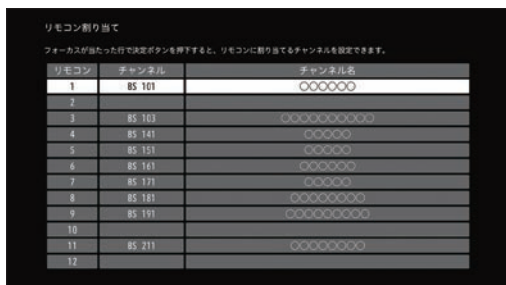 リモコン割り当て
フォーカスが当たった行で決定ボタンを押下すると、リモコンに割り当てるチャンネルを設定できます。
リモコン チャンネル チャンネル名
1 BS 101 ○○○○○○
2
3 BS 103 ○○○○○○○○○○
4 BS 141 ○○○○○
5 BS 151 ○○○○○
6 BS 161 ○○○○○○
7 BS 171 ○○○○○
8 BS 181 ○○○○○○○○
9 BS 191 ○○○○○○○○○
10
11 BS 211 ○○○○○○○○
12